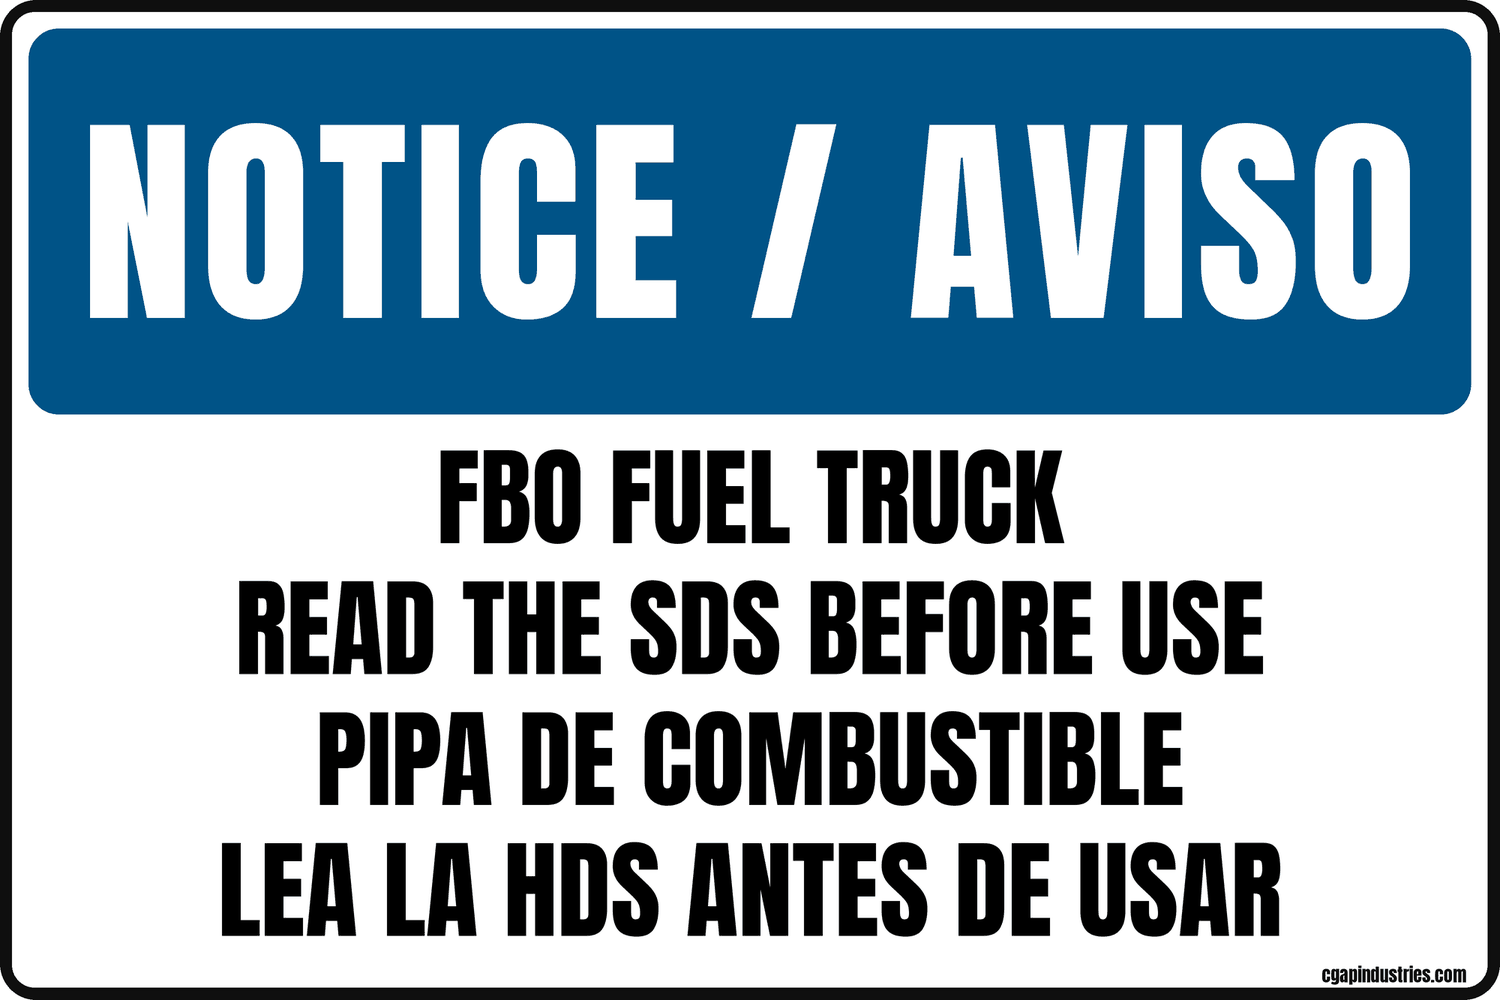 NOTICE / AVISO
FBO FUEL TRUCK
READ THE SDS BEFORE USE
PIPA DE COMBUSTIBLE
LEA LA HDS ANTES DE USAR
cgapindustries.com